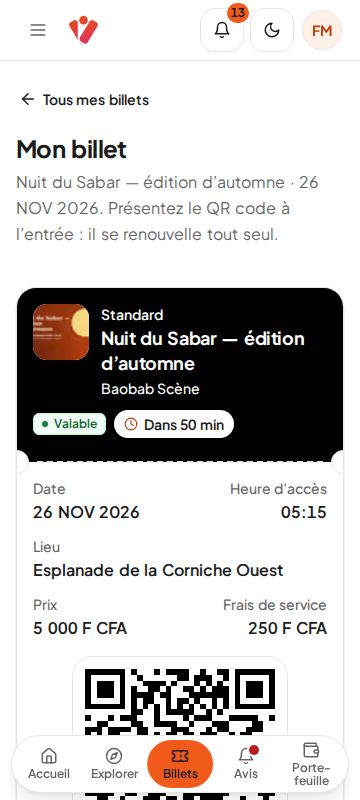 13
FM
Tous mes billets
Mon billet
Nuit du Sabar — édition d’automne · 26
NOV 2026. Présentez le QR code à
l’entrée : il se renouvelle tout seul.
Standard
Nuit du Sabar — édition
d’automne
Baobab Scène
Valable
Dans 50 min
Date
Heure d’accès
26 NOV 2026
05:15
Lieu
Esplanade de la Corniche Ouest
Prix
Frais de service
5 000 F CFA
250 F CFA
Accueil
Explorer
Billets
Avis
Porte-
feuille